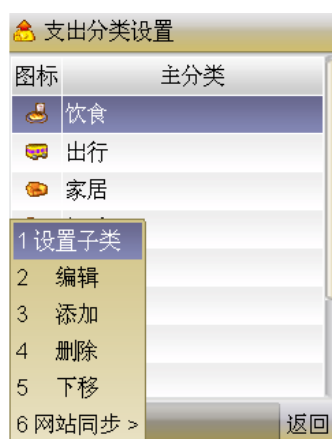 支出分类设置
图标 主分类
饮食
出行
家居
1 设置子类
2 编辑
3 添加
4 删除
5 下移
6 网站同步 >
返回